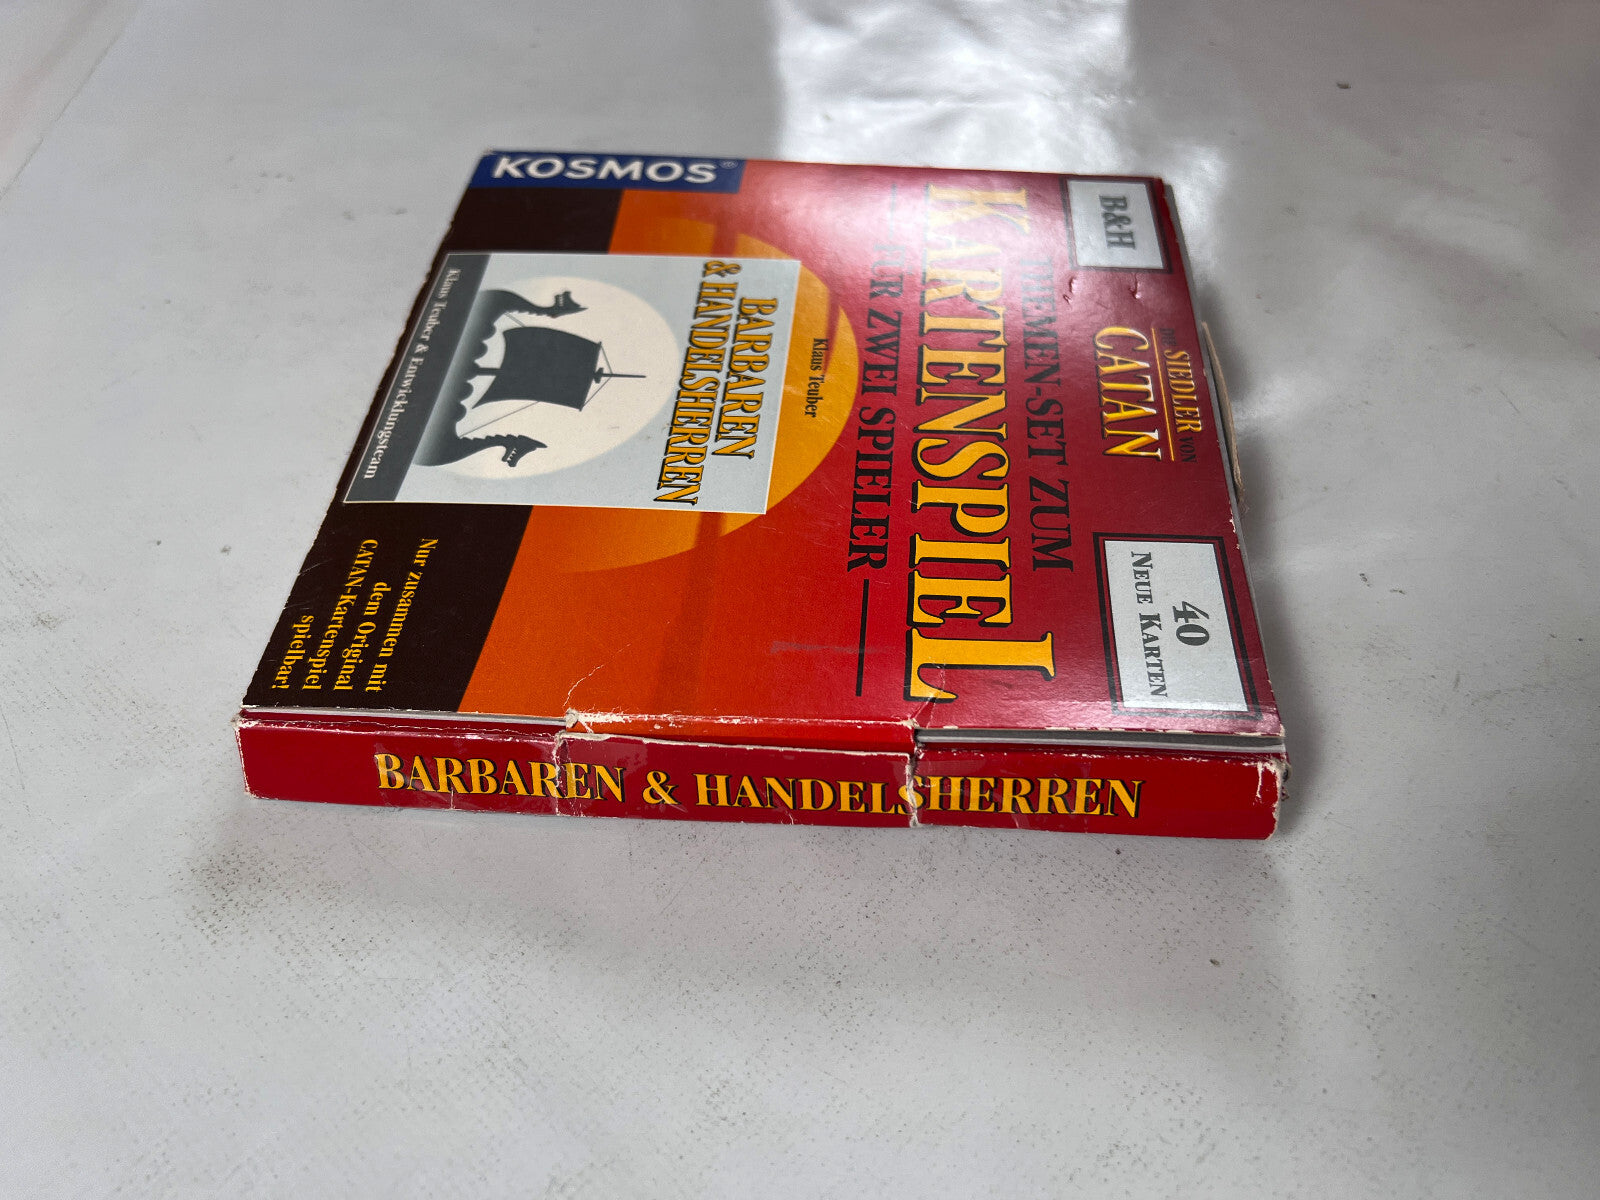 KOSMOS®
B&H
DIE SIEDLER VON
CATAN
40
NEUE KARTEN
THEMEN-SET ZUM
KARTENSPIEL
FÜR ZWEI SPIELER
Klaus Teuber
BARBAREN
& HANDELSHERREN
Klaus Teuber & Entwicklungsteam
Nur zusammen mit
dem Original
CATAN-Kartenspiel
spielbar!
BARBAREN & HANDELSHERREN